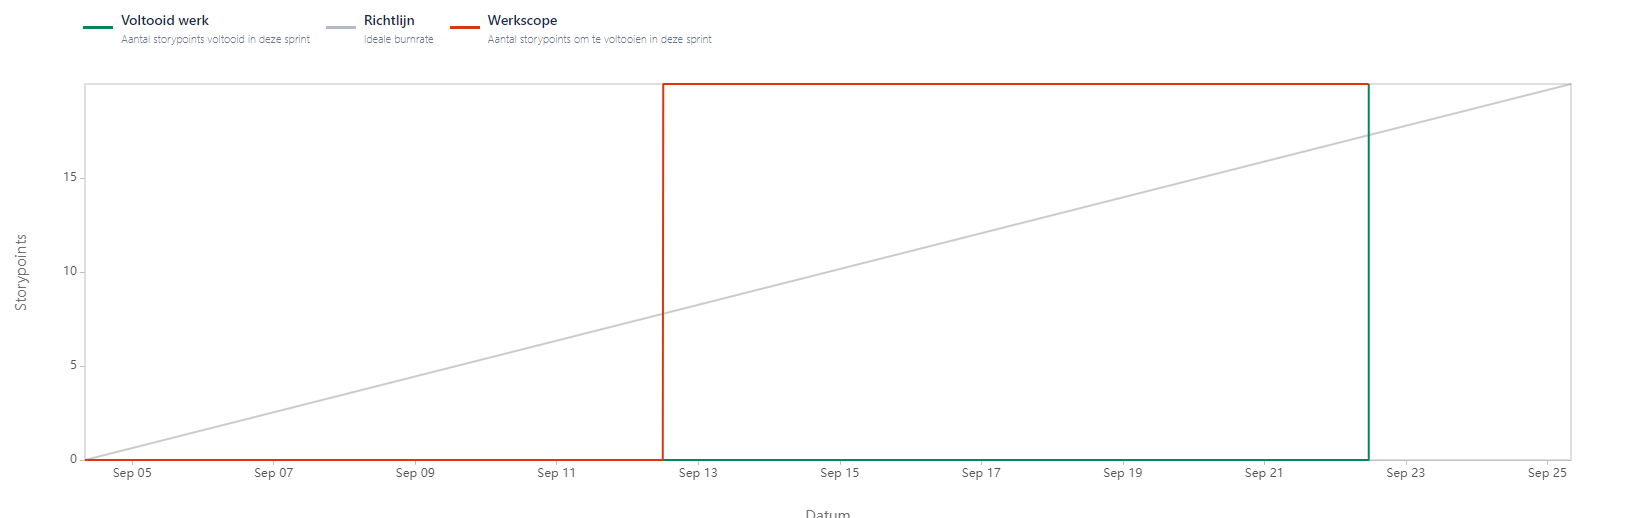 Voltooid werk
Aantal storypoints voltooid in deze sprint
Richtlijn
Ideale burnrate
Werkscope
Aantal storypoints om te voltooien in deze sprint
Storypoints
15
10
5
0
Sep 05
Sep 07
Sep 09
Sep 11
Sep 13
Sep 15
Sep 17
Sep 19
Sep 21
Sep 23
Sep 25
Datum